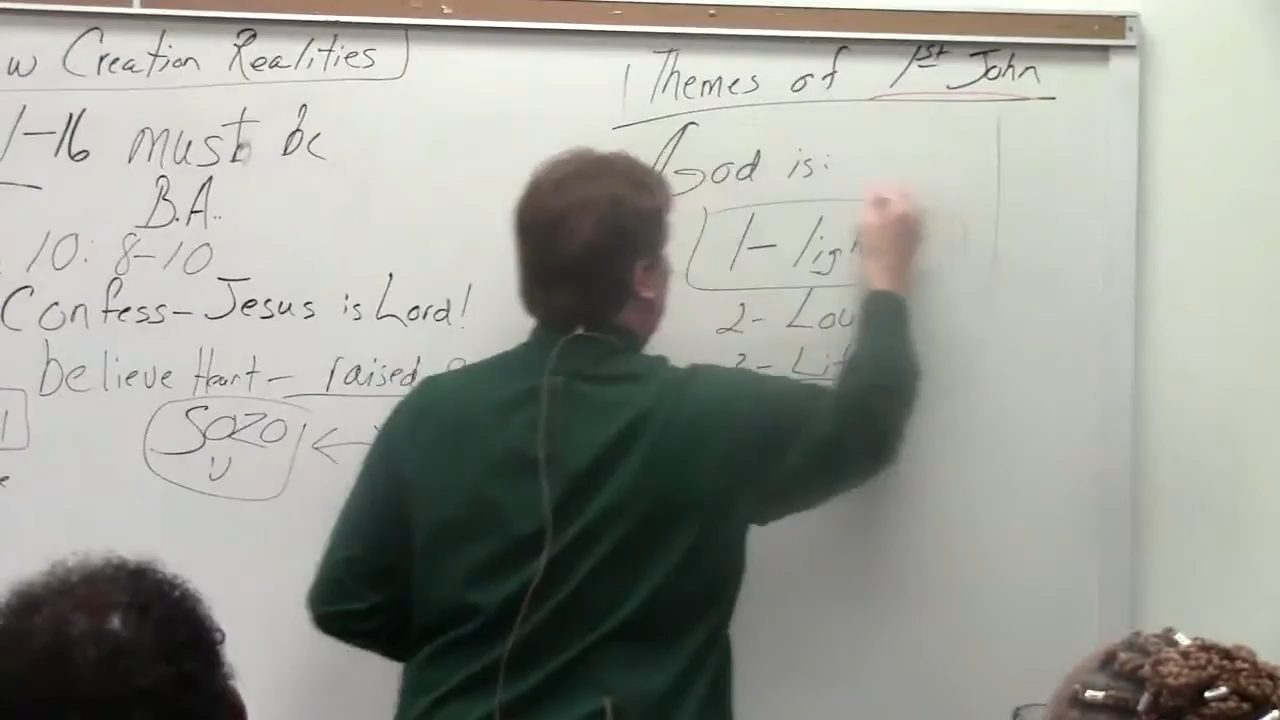 w Creation Realities
1-16 must be
B.A.
10: 8-10
Confess- Jesus is Lord!
believe Heart- raised
Sozo
Themes of 1st John
God is:
1- ligh
2- Lov
3- Lif